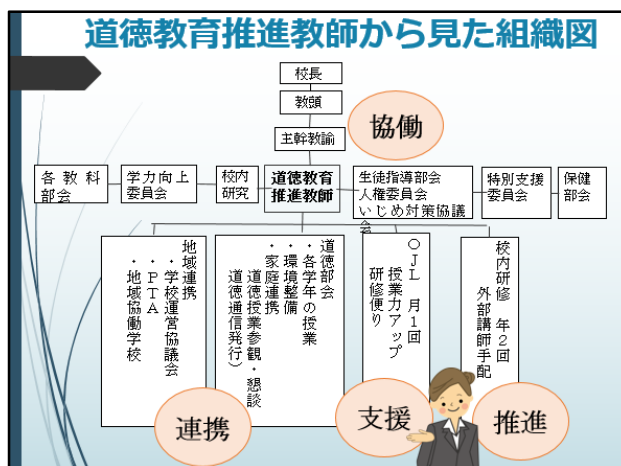 道徳教育推進教師から見た組織図
校長
教頭
主幹教諭
協働
各教科
部会
学力向上
委員会
校内
研究
道徳教育
推進教師
生徒指導部会
人権委員会
いじめ対策協議
会
特別支援
委員会
保健
部会
地域連携
・学校運営協議会
・PTA
・地域協働学校
道徳部会
・各学年の授業
・環境整備
・家庭連携
道徳授業参観・懇談
道徳通信発行）
〇JL 月1回
授業力アップ
研修便り
校内研修 年2回
外部講師手配
連携
支援
推進